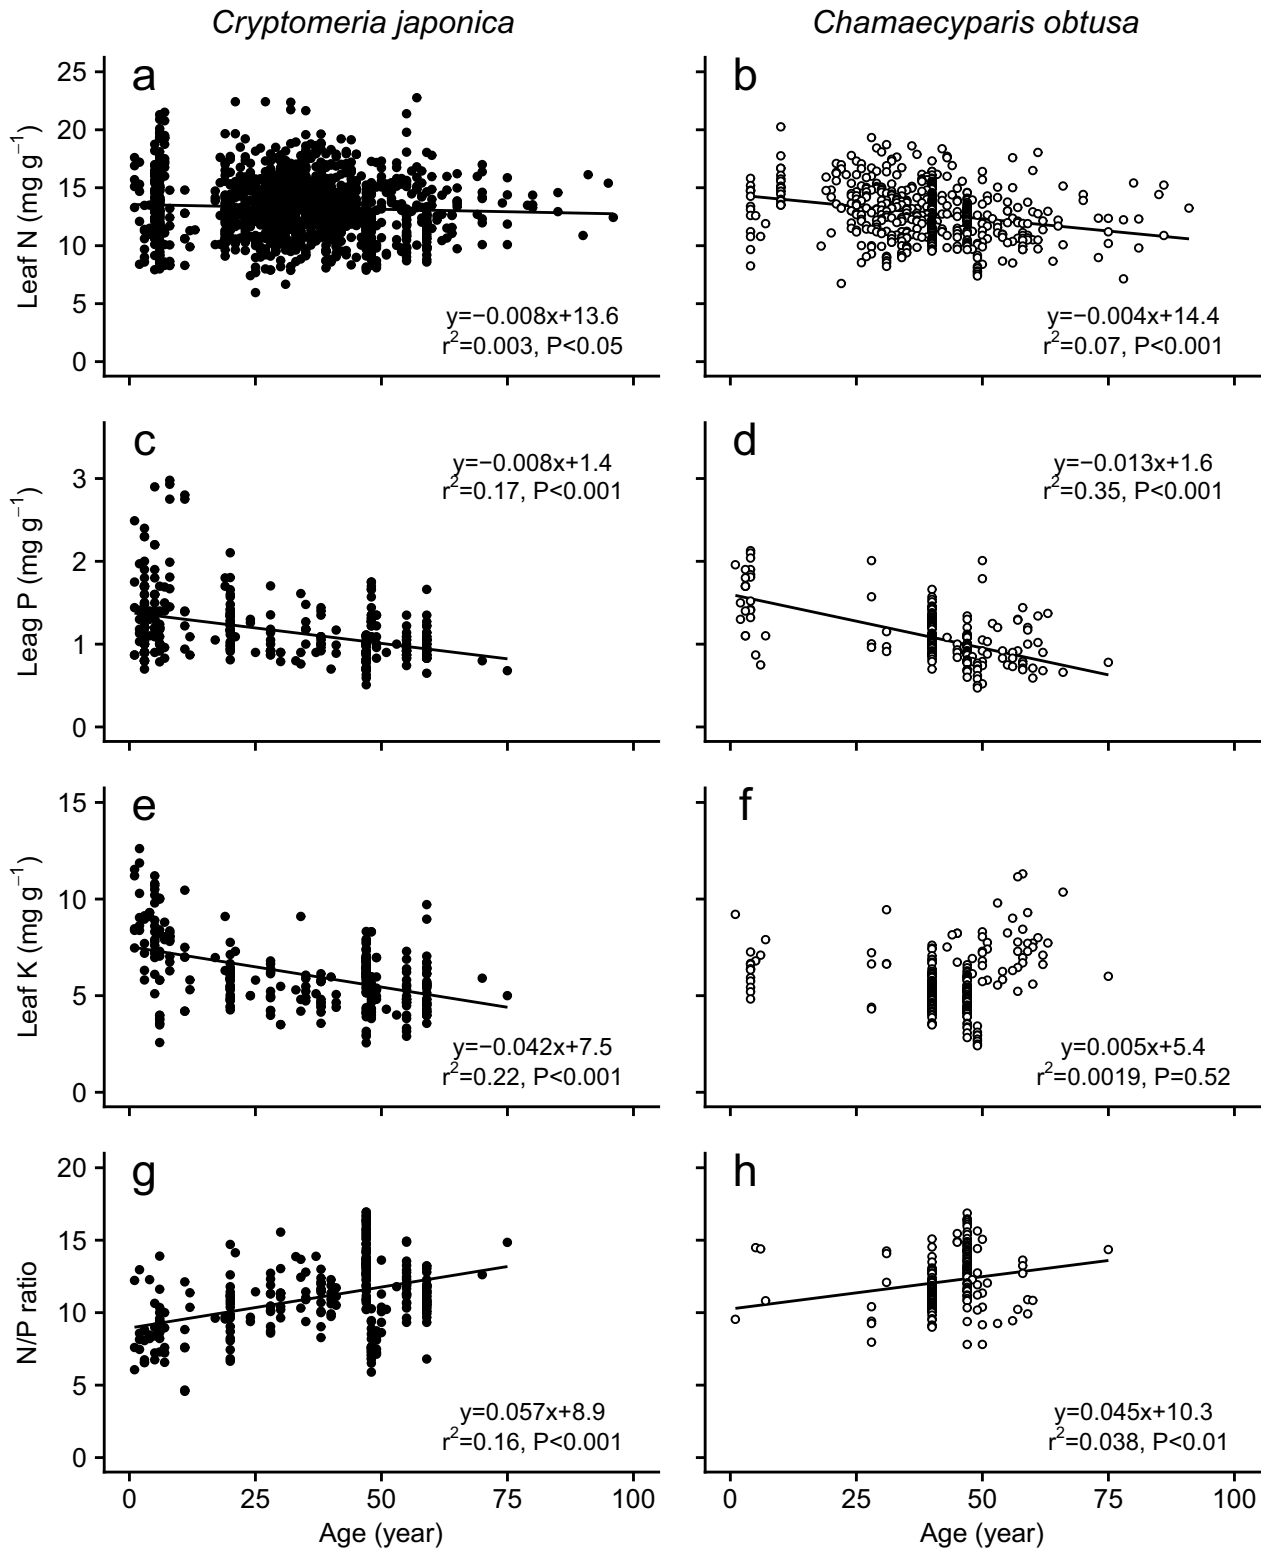 Cryptomeria japonica
Chamaecyparis obtusa
a
b
25
20
15
10
5
0
Leaf N (mg g⁻¹)
y=−0.008x+13.6
r²=0.003, P<0.05
y=−0.004x+14.4
r²=0.07, P<0.001
c
d
3
2
1
0
Leag P (mg g⁻¹)
y=−0.008x+1.4
r²=0.17, P<0.001
y=−0.013x+1.6
r²=0.35, P<0.001
e
f
15
10
5
0
Leaf K (mg g⁻¹)
y=−0.042x+7.5
r²=0.22, P<0.001
y=0.005x+5.4
r²=0.0019, P=0.52
g
h
20
15
10
5
0
N/P ratio
y=0.057x+8.9
r²=0.16, P<0.001
y=0.045x+10.3
r²=0.038, P<0.01
0 25 50 75 100
0 25 50 75 100
Age (year)
Age (year)